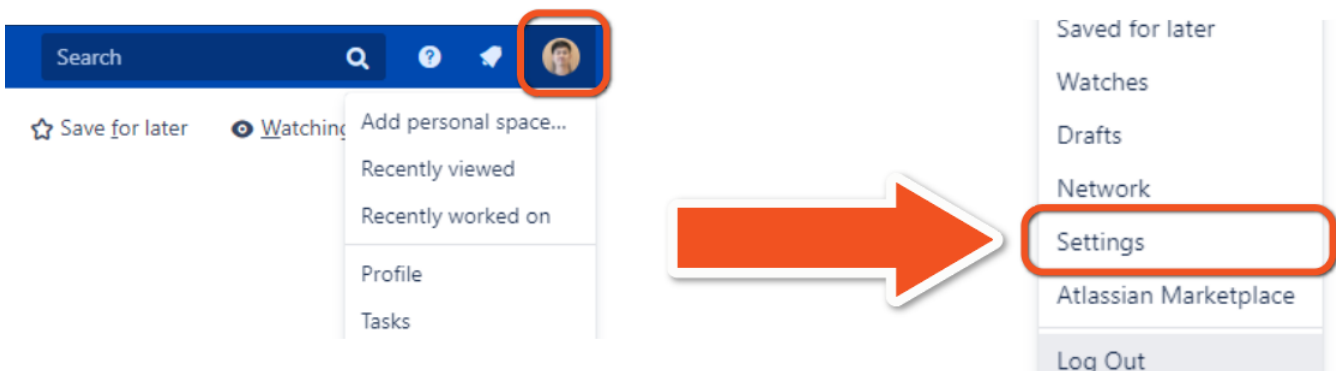 Search
Save for later
Watching
Add personal space...
Recently viewed
Recently worked on
Profile
Tasks
Saved for later
Watches
Drafts
Network
Settings
Atlassian Marketplace
Log Out